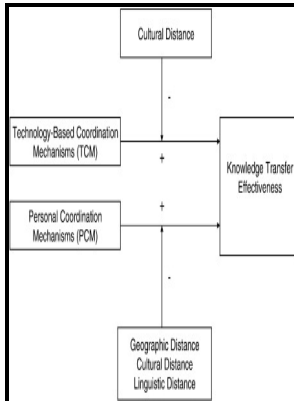 Cultural Distance
-
Technology-Based Coordination
Mechanisms (TCM)
+
Knowledge Transfer
Effectiveness
+
Personal Coordination
Mechanisms (PCM)
-
Geographic Distance
Cultural Distance
Linguistic Distance